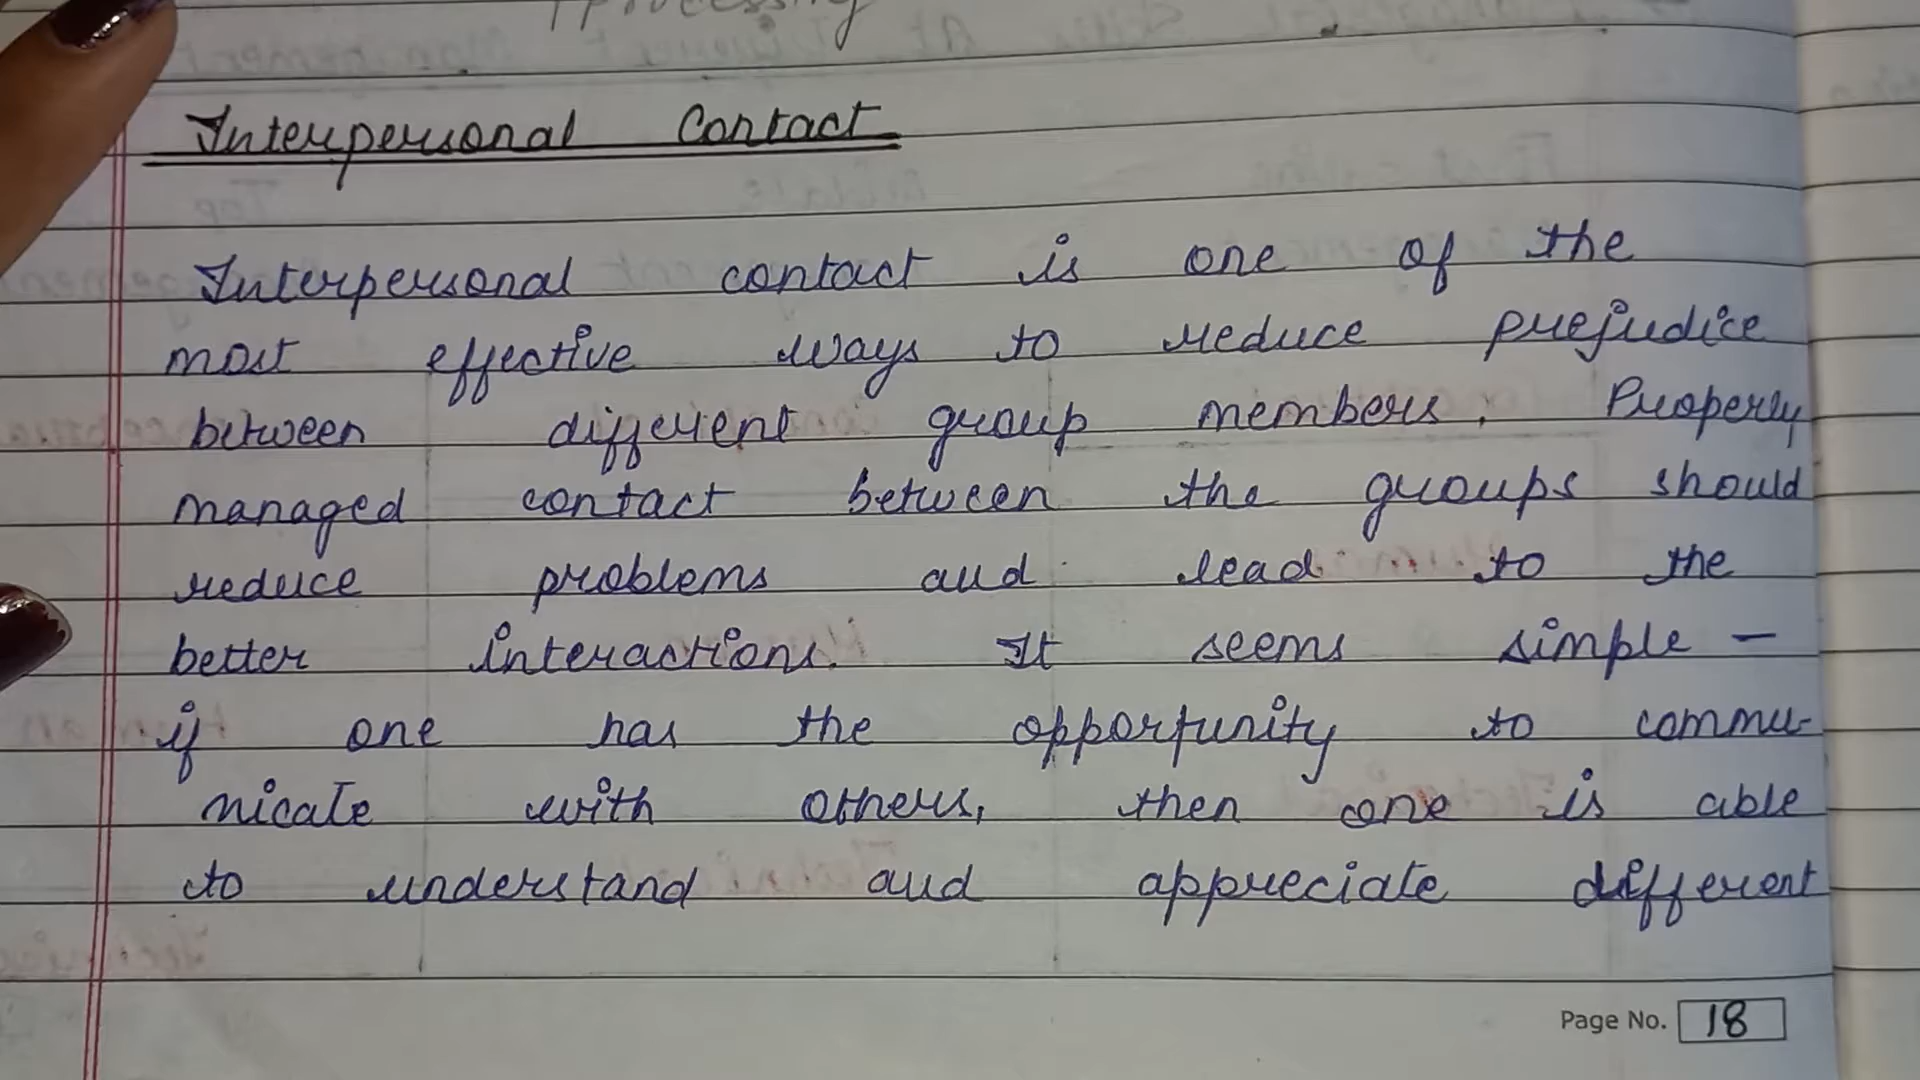 Processing
Interpersonal Contact
Interpersonal contact is one of the
most effective ways to reduce prejudice
between different group members. Properly
managed contact between the groups should
reduce problems and lead to the
better interactions. It seems simple -
if one has the opportunity to commu-
nicate with others, then one is able
to understand and appreciate different
Page No. 18